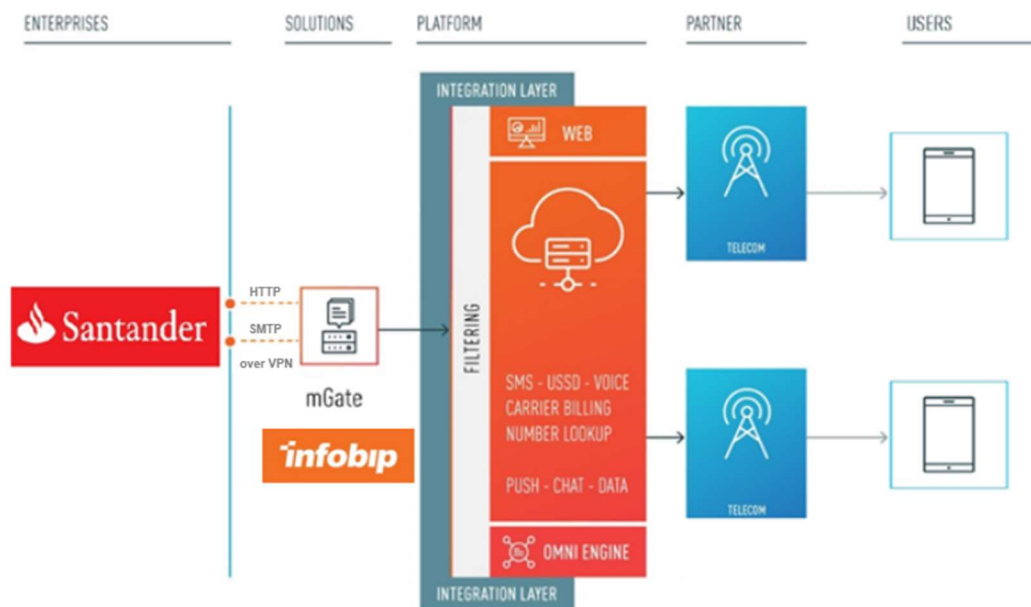 ENTERPRISES
SOLUTIONS
PLATFORM
PARTNER
USERS
INTEGRATION LAYER
WEB
TELECOM
HTTP
Santander
SMTP
over VPN
mGate
infobip
FILTERING
SMS - USSD - VOICE
CARRIER BILLING
NUMBER LOOKUP
PUSH - CHAT - DATA
TELECOM
OMNI ENGINE
INTEGRATION LAYER